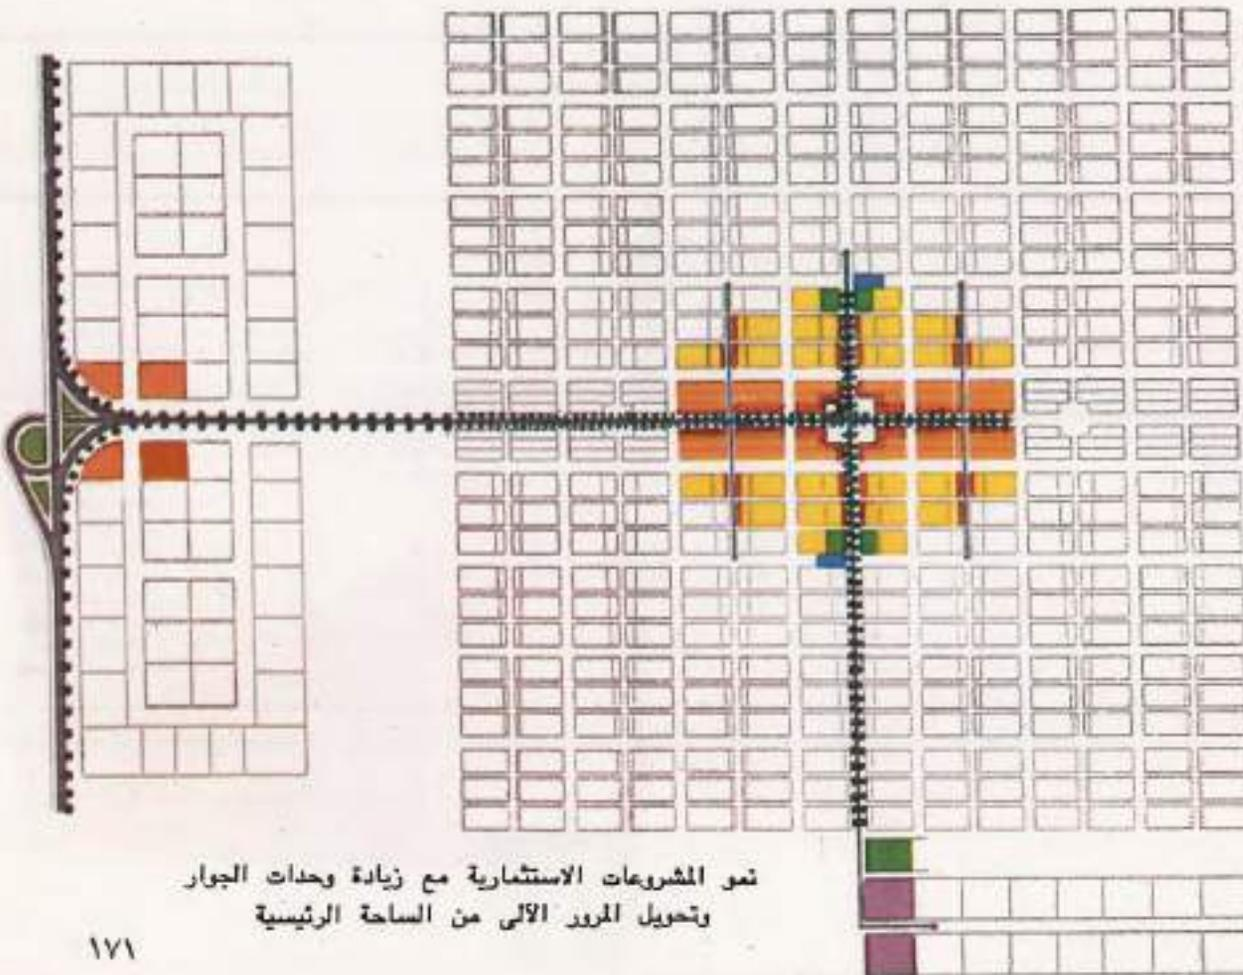 نمو المشروعات الاستثمارية مع زيادة وحدات الجوار
وتحويل المرور الآلى من الساحة الرئيسية
١٧١